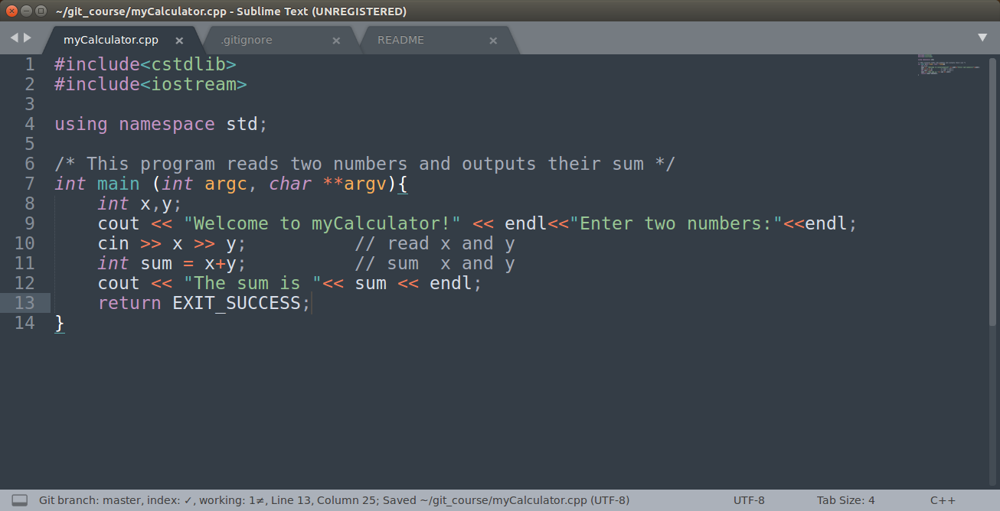 ~/git_course/myCalculator.cpp - Sublime Text (UNREGISTERED)
myCalculator.cpp × .gitignore × README ×
1 #include<cstdlib>
2 #include<iostream>
3
4 using namespace std;
5
6 /* This program reads two numbers and outputs their sum */
7 int main (int argc, char **argv){
8     int x,y;
9     cout << "Welcome to myCalculator!" << endl<<"Enter two numbers:"<<endl;
10     cin >> x >> y;          // read x and y
11     int sum = x+y;          // sum  x and y
12     cout << "The sum is "<< sum << endl;
13     return EXIT_SUCCESS;
14 }
Git branch: master, index: ✓, working: 1≠, Line 13, Column 25; Saved ~/git_course/myCalculator.cpp (UTF-8) UTF-8 Tab Size: 4 C++